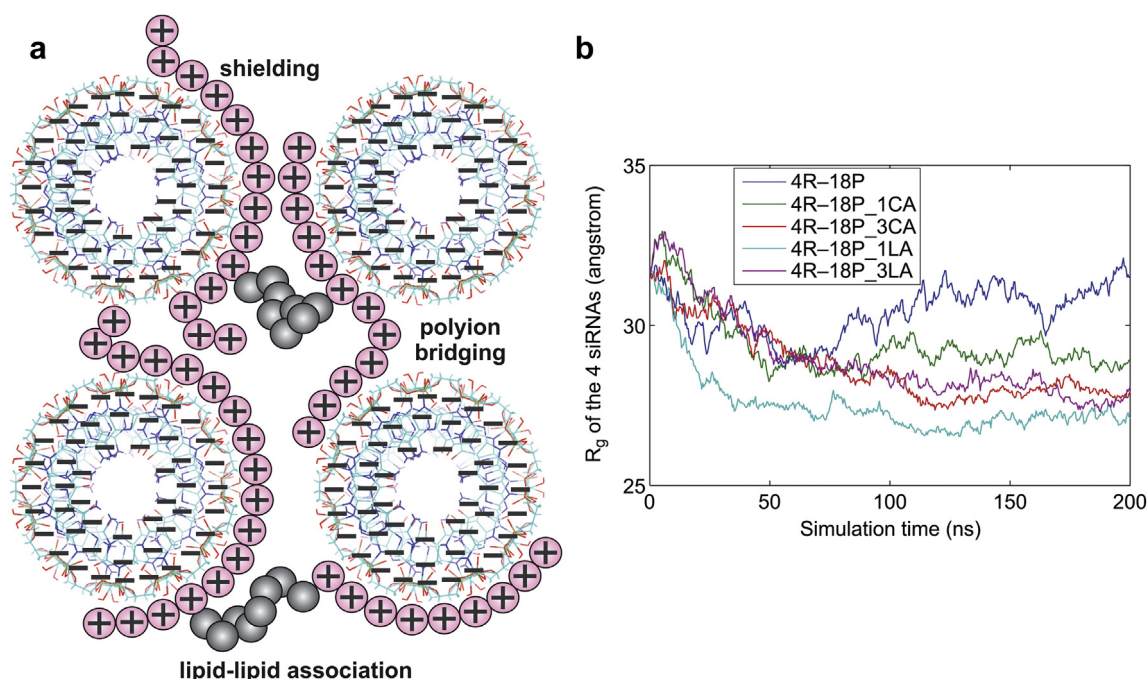 a
shielding
polyion
bridging
lipid-lipid association
b
35
30
25
Rg of the 4 siRNAs (angstrom)
4R–18P
4R–18P_1CA
4R–18P_3CA
4R–18P_1LA
4R–18P_3LA
0
50
100
150
200
Simulation time (ns)